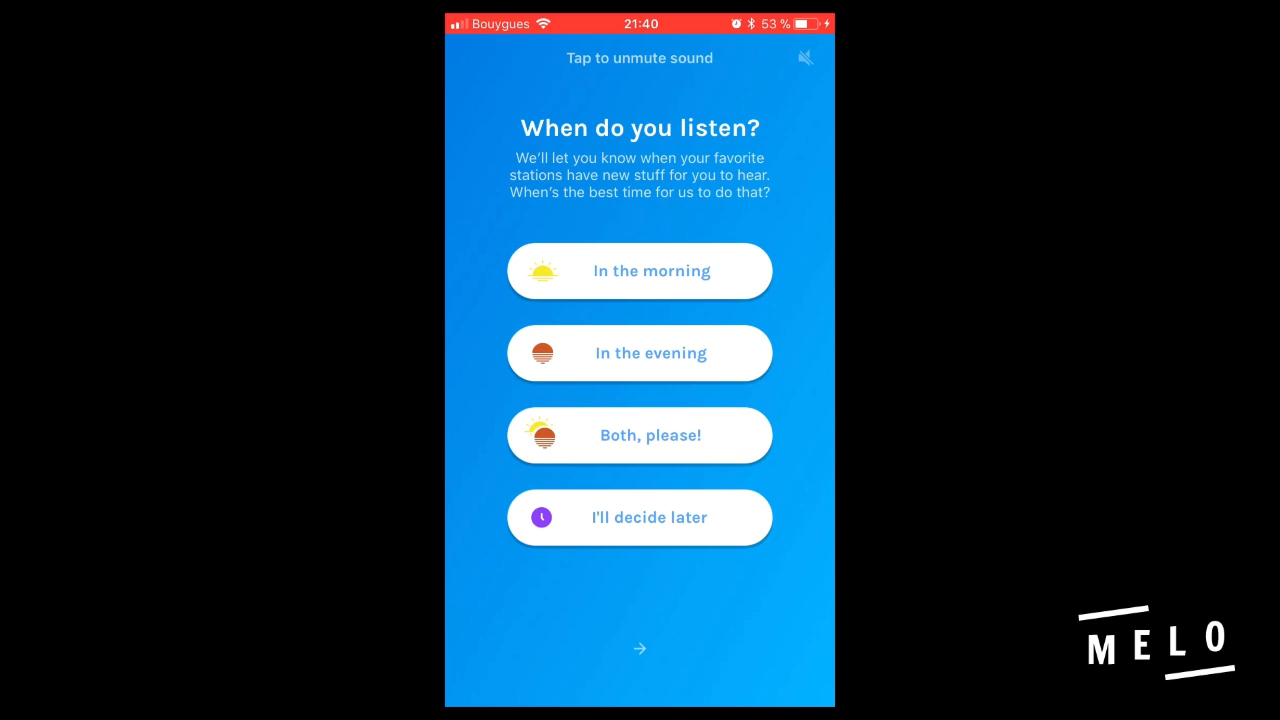 Bouygues 21:40 53 %
Tap to unmute sound
When do you listen?
We'll let you know when your favorite
stations have new stuff for you to hear.
When's the best time for us to do that?
In the morning
In the evening
Both, please!
I'll decide later
MELO